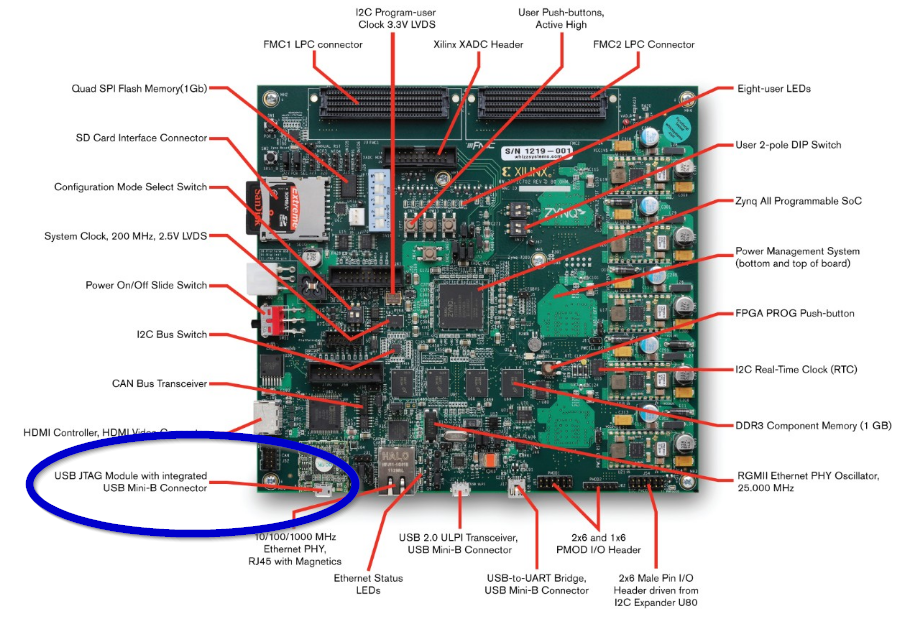 I2C Program-user
Clock 3.3V LVDS
User Push-buttons,
Active High
FMC1 LPC connector
Xilinx XADC Header
FMC2 LPC Connector
Quad SPI Flash Memory(1Gb)
Eight-user LEDs
SD Card Interface Connector
User 2-pole DIP Switch
Configuration Mode Select Switch
Zynq All Programmable SoC
System Clock, 200 MHz, 2.5V LVDS
Power Management System
(bottom and top of board)
Power On/Off Slide Switch
FPGA PROG Push-button
I2C Bus Switch
I2C Real-Time Clock (RTC)
CAN Bus Transceiver
DDR3 Component Memory (1 GB)
HDMI Controller, HDMI Video
USB JTAG Module with integrated
USB Mini-B Connector
RGMII Ethernet PHY Oscillator,
25.000 MHz
10/100/1000 MHz
Ethernet PHY,
RJ45 with Magnetics
USB 2.0 ULPI Transceiver,
USB Mini-B Connector
2x6 and 1x6
PMOD I/O Header
Ethernet Status
LEDs
USB-to-UART Bridge,
USB Mini-B Connector
2x6 Male Pin I/O
Header driven from
I2C Expander U80
FMC
S/N 1219-001
XILINX
ZYNQ
SanDisk
Extreme
HALO